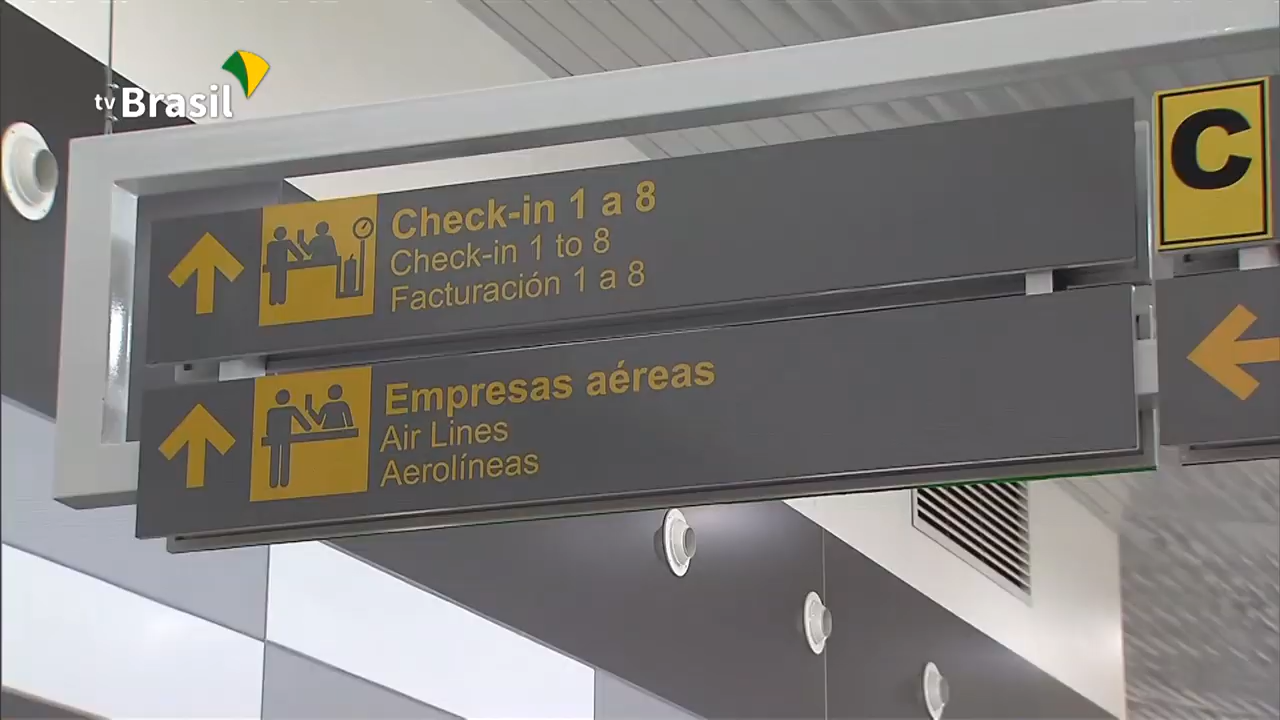 tv Brasil
Check-in 1 a 8
Check-in 1 to 8
Facturación 1 a 8
C
Empresas aéreas
Air Lines
Aerolíneas